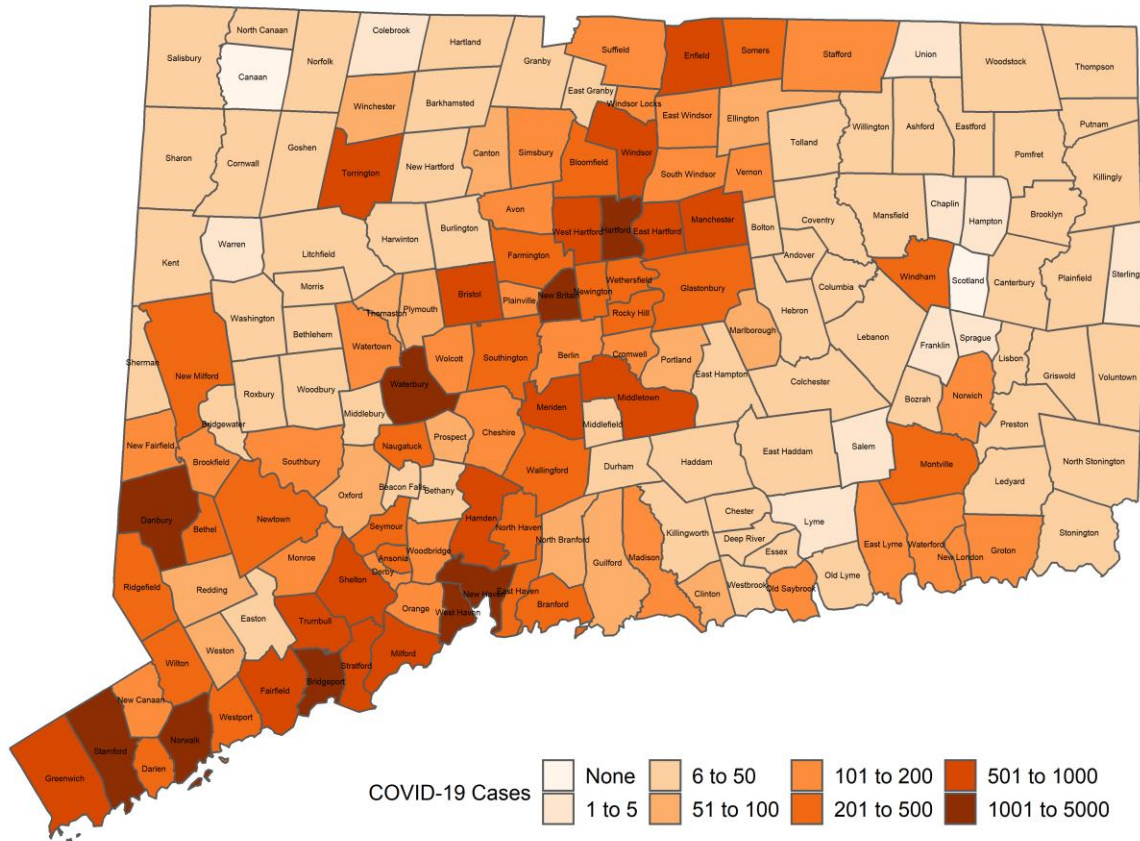 North Canaan
Colebrook
Hartland
Suffield
Enfield
Somers
Stafford
Union
Salisbury
Canaan
Norfolk
Granby
Woodstock
Thompson
East Granby
Winchester
Barkhamsted
Windsor Locks
East Windsor
Ellington
Willington
Ashford
Eastford
Putnam
Sharon
Cornwall
Goshen
Torrington
New Hartford
Canton
Simsbury
Bloomfield
Windsor
Tolland
Pomfret
Killingly
South Windsor
Vernon
Avon
Mansfield
Chaplin
Hampton
Brooklyn
Kent
Warren
Litchfield
Harwinton
Burlington
West Hartford
Hartford
East Hartford
Manchester
Bolton
Coventry
Andover
Farmington
Morris
Bristol
Plainville
New Britain
Newington
Wethersfield
Glastonbury
Columbia
Windham
Scotland
Canterbury
Plainfield
Sterling
Washington
Bethlehem
Thomaston
Plymouth
Rocky Hill
Hebron
Watertown
Wolcott
Southington
Berlin
Cromwell
Marlborough
Lebanon
Franklin
Sprague
Lisbon
Sherman
New Milford
Roxbury
Woodbury
Waterbury
Portland
East Hampton
Colchester
Griswold
Voluntown
Bozrah
Norwich
Preston
Bridgewater
Middlebury
Meriden
Middletown
Middlefield
New Fairfield
Brookfield
Southbury
Naugatuck
Prospect
Cheshire
Salem
Montville
North Stonington
Oxford
Beacon Falls
Bethany
Wallingford
Durham
Haddam
East Haddam
Ledyard
Danbury
Bethel
Newtown
Seymour
Hamden
North Haven
North Branford
Killingworth
Chester
Deep River
Essex
Lyme
Monroe
Ansonia
Derby
Woodbridge
Guilford
Madison
East Lyme
Waterford
New London
Groton
Stonington
Ridgefield
Redding
Shelton
Orange
New Haven
East Haven
West Haven
Branford
Clinton
Westbrook
Old Saybrook
Old Lyme
Easton
Trumbull
Weston
Wilton
Stratford
Milford
Fairfield
Bridgeport
New Canaan
Westport
Norwalk
Stamford
Darien
Greenwich
COVID-19 Cases
None
6 to 50
101 to 200
501 to 1000
1 to 5
51 to 100
201 to 500
1001 to 5000